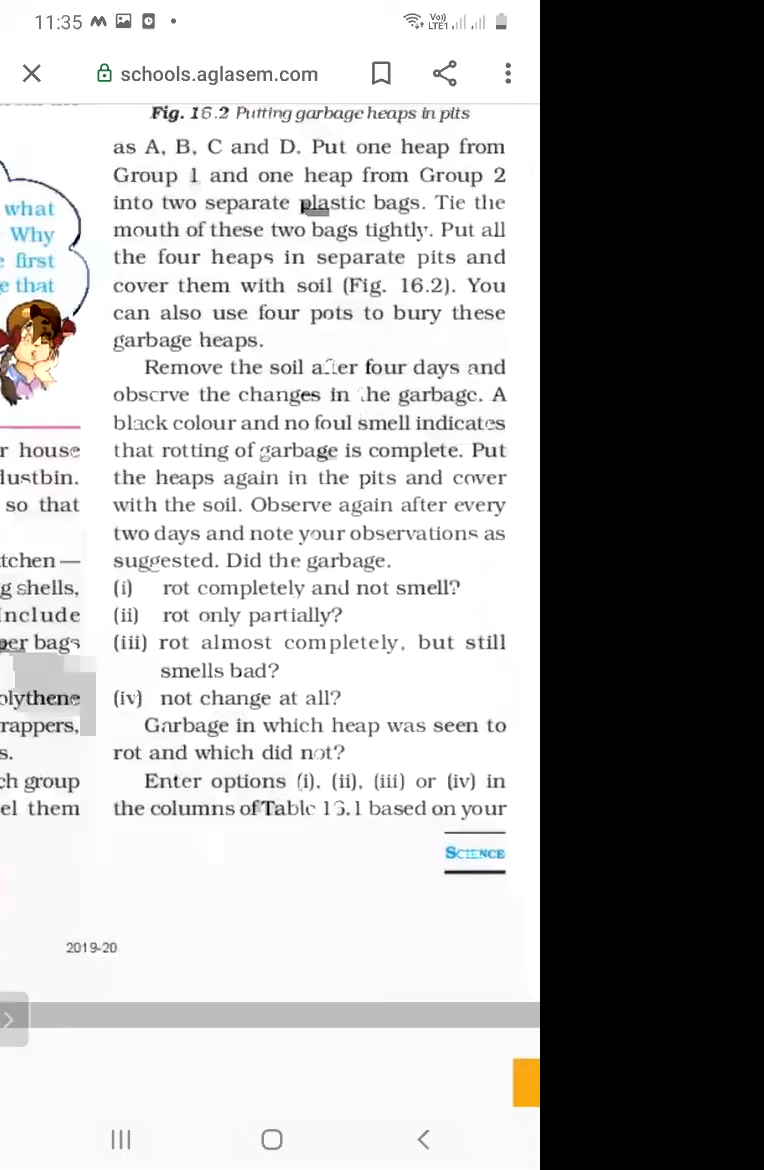 11:35
Vo))
LTE1
schools.aglasem.com
Fig. 16.2 Putting garbage heaps in pits
what
Why
e first
e that
r house
dustbin.
so that
tchen —
g shells,
Include
per bags
olythene
rappers,
s.
ch group
el them
as A, B, C and D. Put one heap from
Group 1 and one heap from Group 2
into two separate plastic bags. Tie the
mouth of these two bags tightly. Put all
the four heaps in separate pits and
cover them with soil (Fig. 16.2). You
can also use four pots to bury these
garbage heaps.
Remove the soil after four days and
observe the changes in the garbage. A
black colour and no foul smell indicates
that rotting of garbage is complete. Put
the heaps again in the pits and cover
with the soil. Observe again after every
two days and note your observations as
suggested. Did the garbage.
(i) rot completely and not smell?
(ii) rot only partially?
(iii) rot almost completely, but still
smells bad?
(iv) not change at all?
Garbage in which heap was seen to
rot and which did not?
Enter options (i), (ii), (iii) or (iv) in
the columns of Table 16.1 based on your
SCIENCE
2019-20